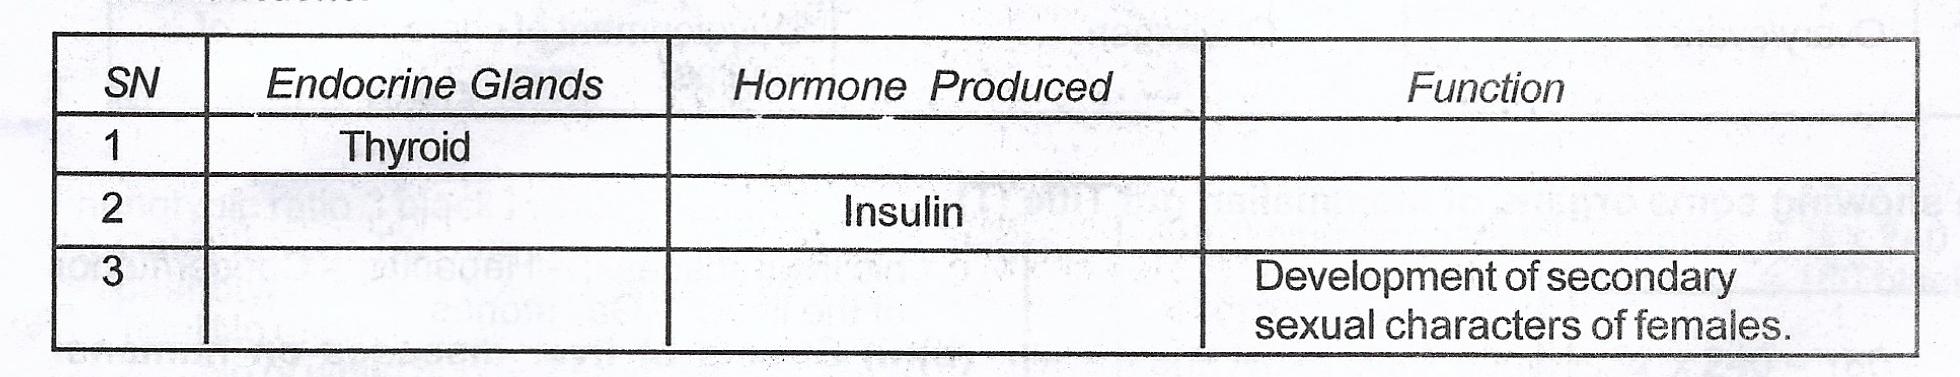 SN Endocrine Glands Hormone Produced Function
1 Thyroid
2 Insulin
3 Development of secondary
sexual characters of females.